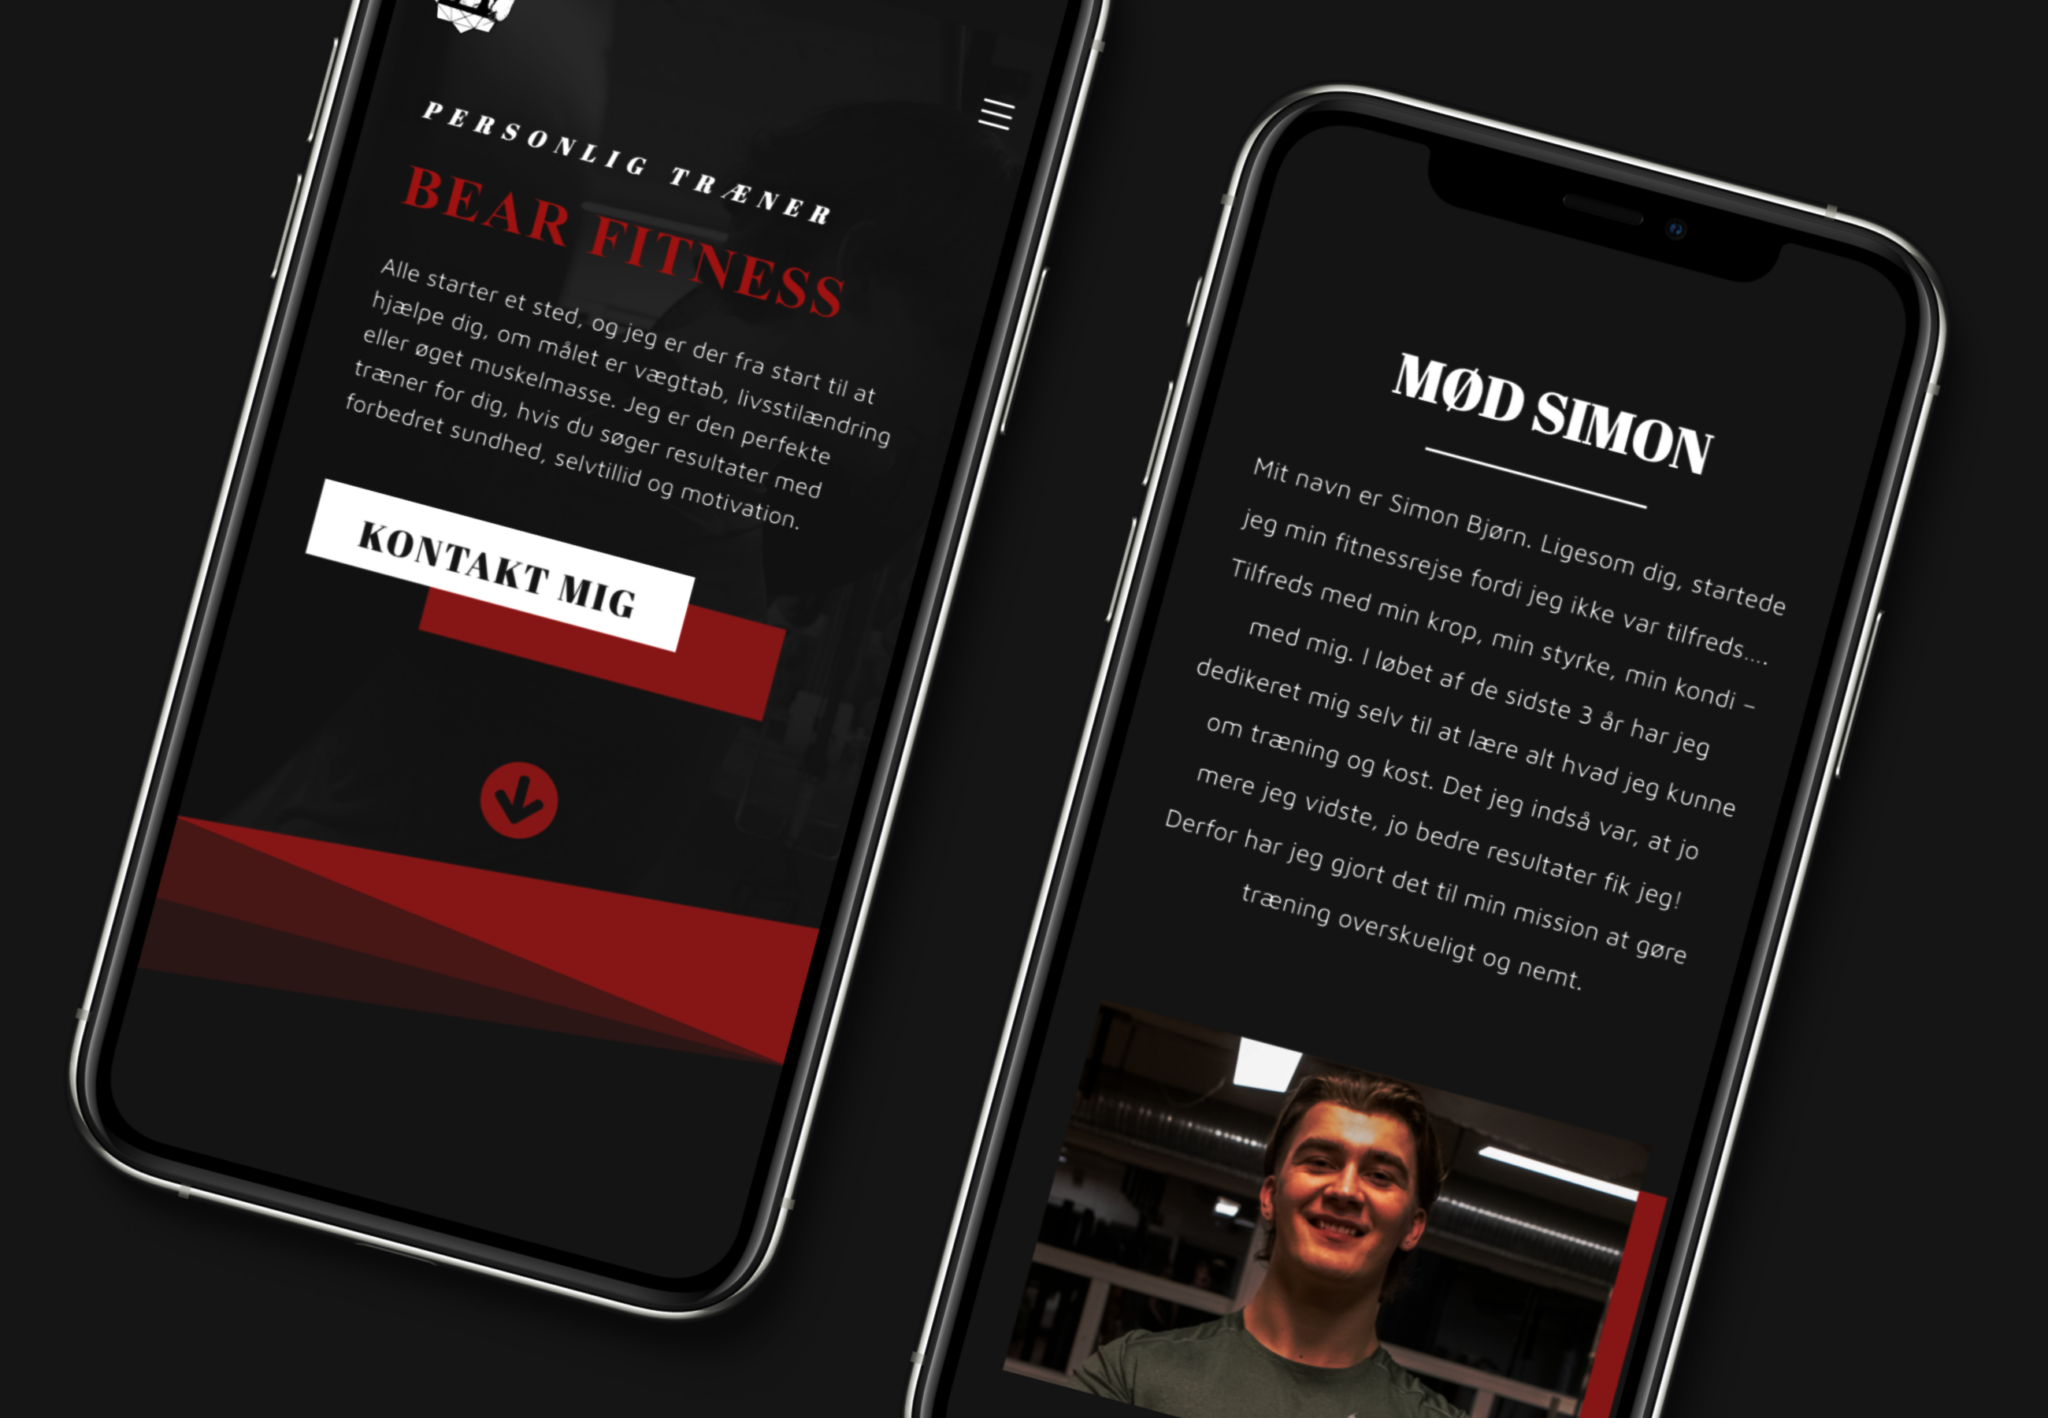 PERSONLIG TRÆNER
BEAR FITNESS
Alle starter et sted, og jeg er der fra start til at
hjælpe dig, om målet er vægttab, livsstilændring
eller øget muskelmasse. Jeg er den perfekte
træner for dig, hvis du søger resultater med
forbedret sundhed, selvtillid og motivation.
KONTAKT MIG
MØD SIMON
Mit navn er Simon Bjørn. Ligesom dig, startede
jeg min fitnessrejse fordi jeg ikke var tilfreds....
Tilfreds med min krop, min styrke, min kondi –
med mig. I løbet af de sidste 3 år har jeg
dedikeret mig selv til at lære alt hvad jeg kunne
om træning og kost. Det jeg indså var, at jo
mere jeg vidste, jo bedre resultater fik jeg!
Derfor har jeg gjort det til min mission at gøre
træning overskueligt og nemt.